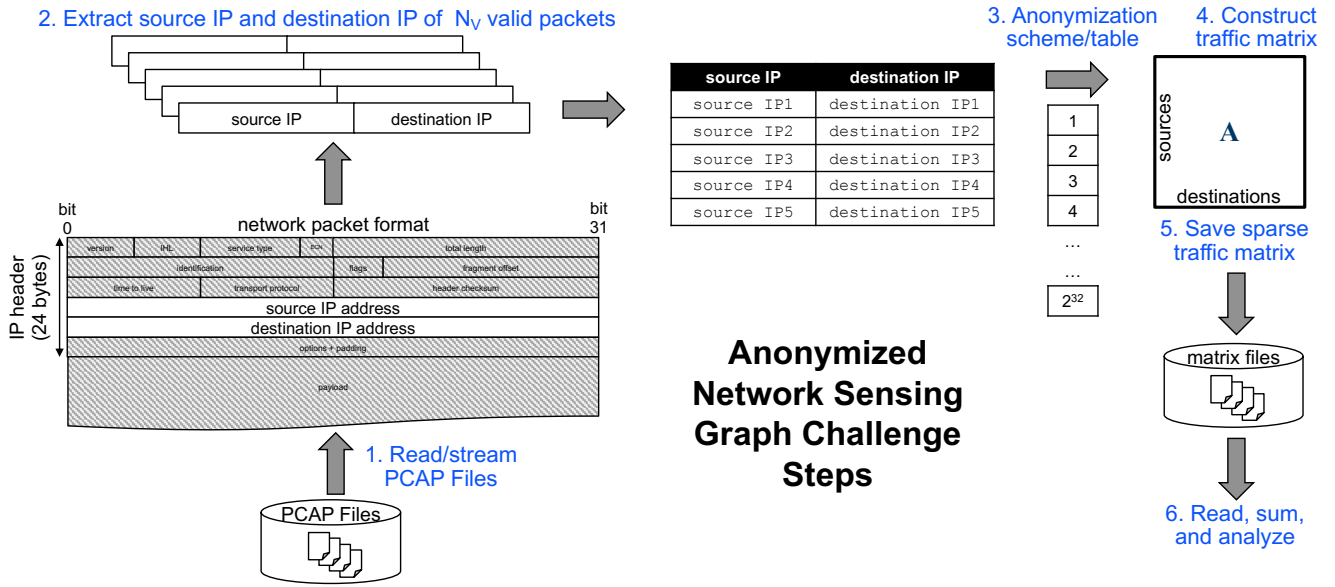 2. Extract source IP and destination IP of N_V valid packets
source IP destination IP
bit
0
network packet format
bit
31
IP header
(24 bytes)
version IHL service type ECN total length
identification flags fragment offset
time to live transport protocol header checksum
source IP address
destination IP address
options + padding
payload
1. Read/stream
PCAP Files
PCAP Files
source IP destination IP
source IP1 destination IP1
source IP2 destination IP2
source IP3 destination IP3
source IP4 destination IP4
source IP5 destination IP5
3. Anonymization
scheme/table
1
2
3
4
...
...
2³²
4. Construct
traffic matrix
sources
A
destinations
5. Save sparse
traffic matrix
matrix files
6. Read, sum,
and analyze
Anonymized
Network Sensing
Graph Challenge
Steps